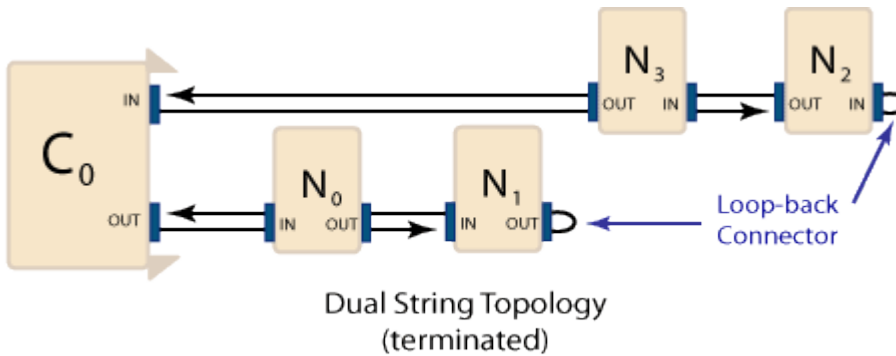 N3 N2
IN OUT IN OUT IN
C0
N0 N1
OUT IN OUT IN OUT
Loop-back
Connector
Dual String Topology
(terminated)